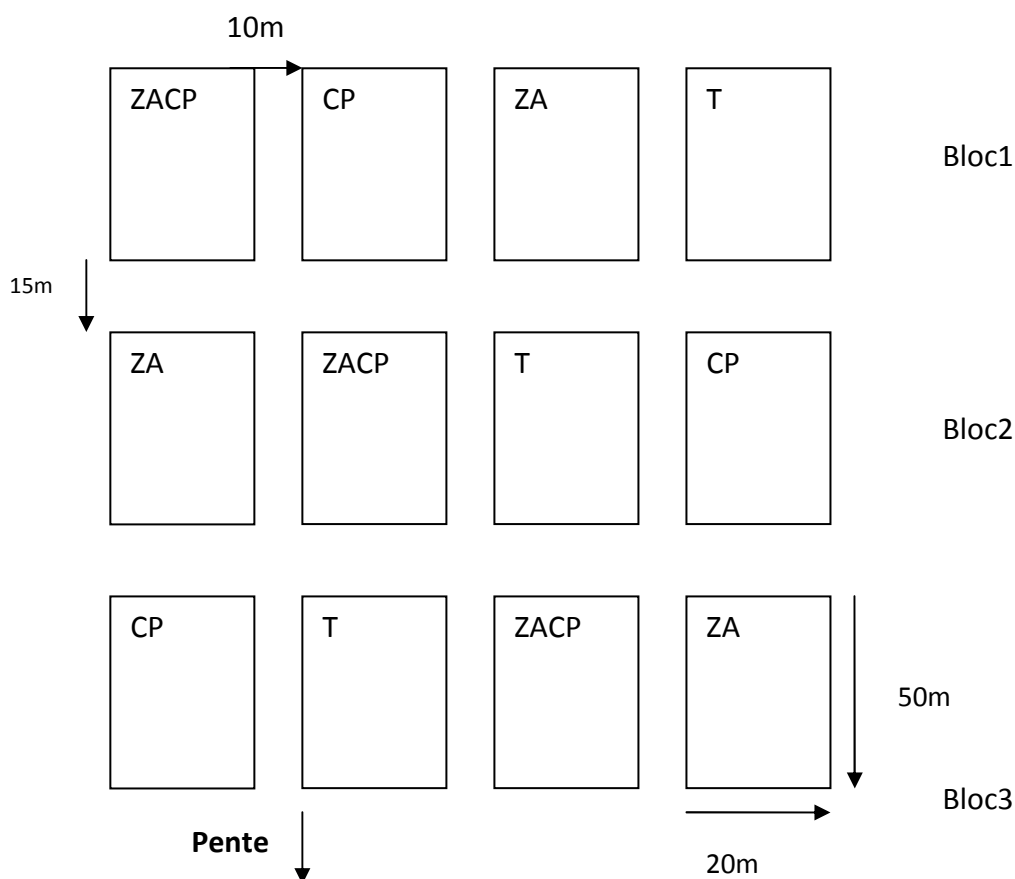 10m
ZACP CP ZA T
Bloc1
15m
ZA ZACP T CP
Bloc2
CP T ZACP ZA
50m
Bloc3
Pente
20m